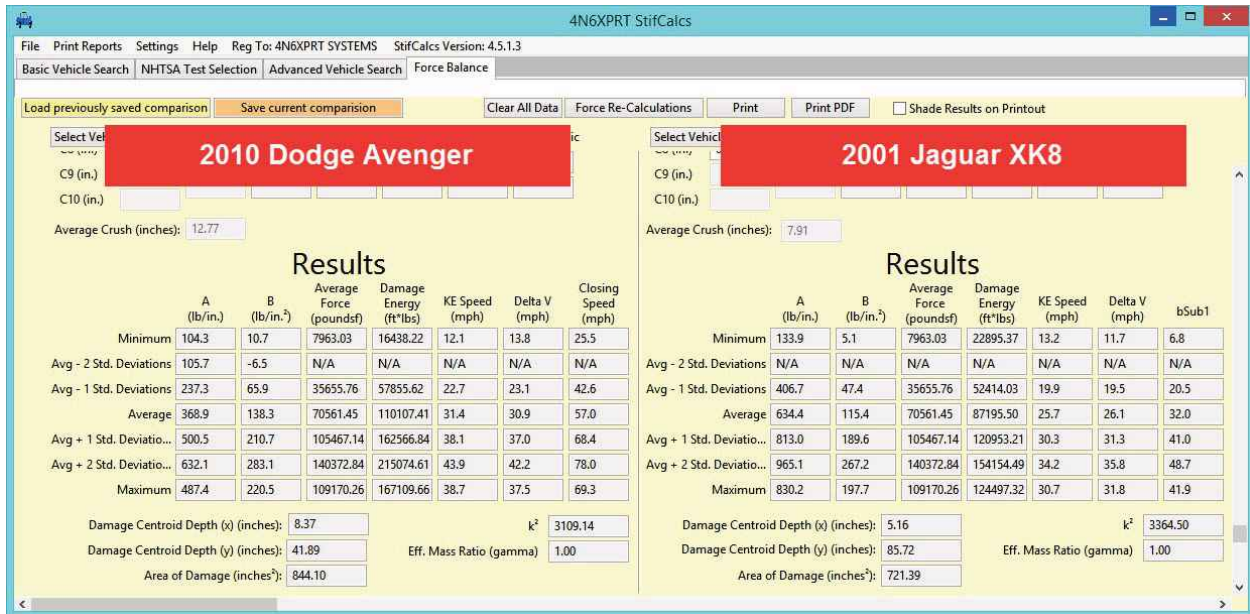 4N6XPRT StifCalcs
File Print Reports Settings Help Reg To: 4N6XPRT SYSTEMS StifCalcs Version: 4.5.1.3
Basic Vehicle Search NHTSA Test Selection Advanced Vehicle Search Force Balance
Load previously saved comparison Save current comparision Clear All Data Force Re-Calculations Print Print PDF Shade Results on Printout
2010 Dodge Avenger
C9 (in.)
C10 (in.)
Average Crush (inches): 12.77
Results
A (lb/in.) B (lb/in.²) Average Force (poundsf) Damage Energy (ft*lbs) KE Speed (mph) Delta V (mph) Closing Speed (mph)
Minimum 104.3 10.7 7963.03 16438.22 12.1 13.8 25.5
Avg - 2 Std. Deviations 105.7 -6.5 N/A N/A N/A N/A N/A
Avg - 1 Std. Deviations 237.3 65.9 35655.76 57855.62 22.7 23.1 42.6
Average 368.9 138.3 70561.45 110107.41 31.4 30.9 57.0
Avg + 1 Std. Deviatio... 500.5 210.7 105467.14 162566.84 38.1 37.0 68.4
Avg + 2 Std. Deviatio... 632.1 283.1 140372.84 215074.61 43.9 42.2 78.0
Maximum 487.4 220.5 109170.26 167109.66 38.7 37.5 69.3
Damage Centroid Depth (x) (inches): 8.37 k² 3109.14
Damage Centroid Depth (y) (inches): 41.89 Eff. Mass Ratio (gamma) 1.00
Area of Damage (inches²): 844.10
Select Vehicl
2001 Jaguar XK8
C9 (in.)
C10 (in.)
Average Crush (inches): 7.91
Results
A (lb/in.) B (lb/in.²) Average Force (poundsf) Damage Energy (ft*lbs) KE Speed (mph) Delta V (mph) bSub1
Minimum 133.9 5.1 7963.03 22895.37 13.2 11.7 6.8
Avg - 2 Std. Deviations N/A N/A N/A N/A N/A N/A N/A
Avg - 1 Std. Deviations 406.7 47.4 35655.76 52414.03 19.9 19.5 20.5
Average 634.4 115.4 70561.45 87195.50 25.7 26.1 32.0
Avg + 1 Std. Deviatio... 813.0 189.6 105467.14 120953.21 30.3 31.3 41.0
Avg + 2 Std. Deviatio... 965.1 267.2 140372.84 154154.49 34.2 35.8 48.7
Maximum 830.2 197.7 109170.26 124497.32 30.7 31.8 41.9
Damage Centroid Depth (x) (inches): 5.16 k² 3364.50
Damage Centroid Depth (y) (inches): 85.72 Eff. Mass Ratio (gamma) 1.00
Area of Damage (inches²): 721.39